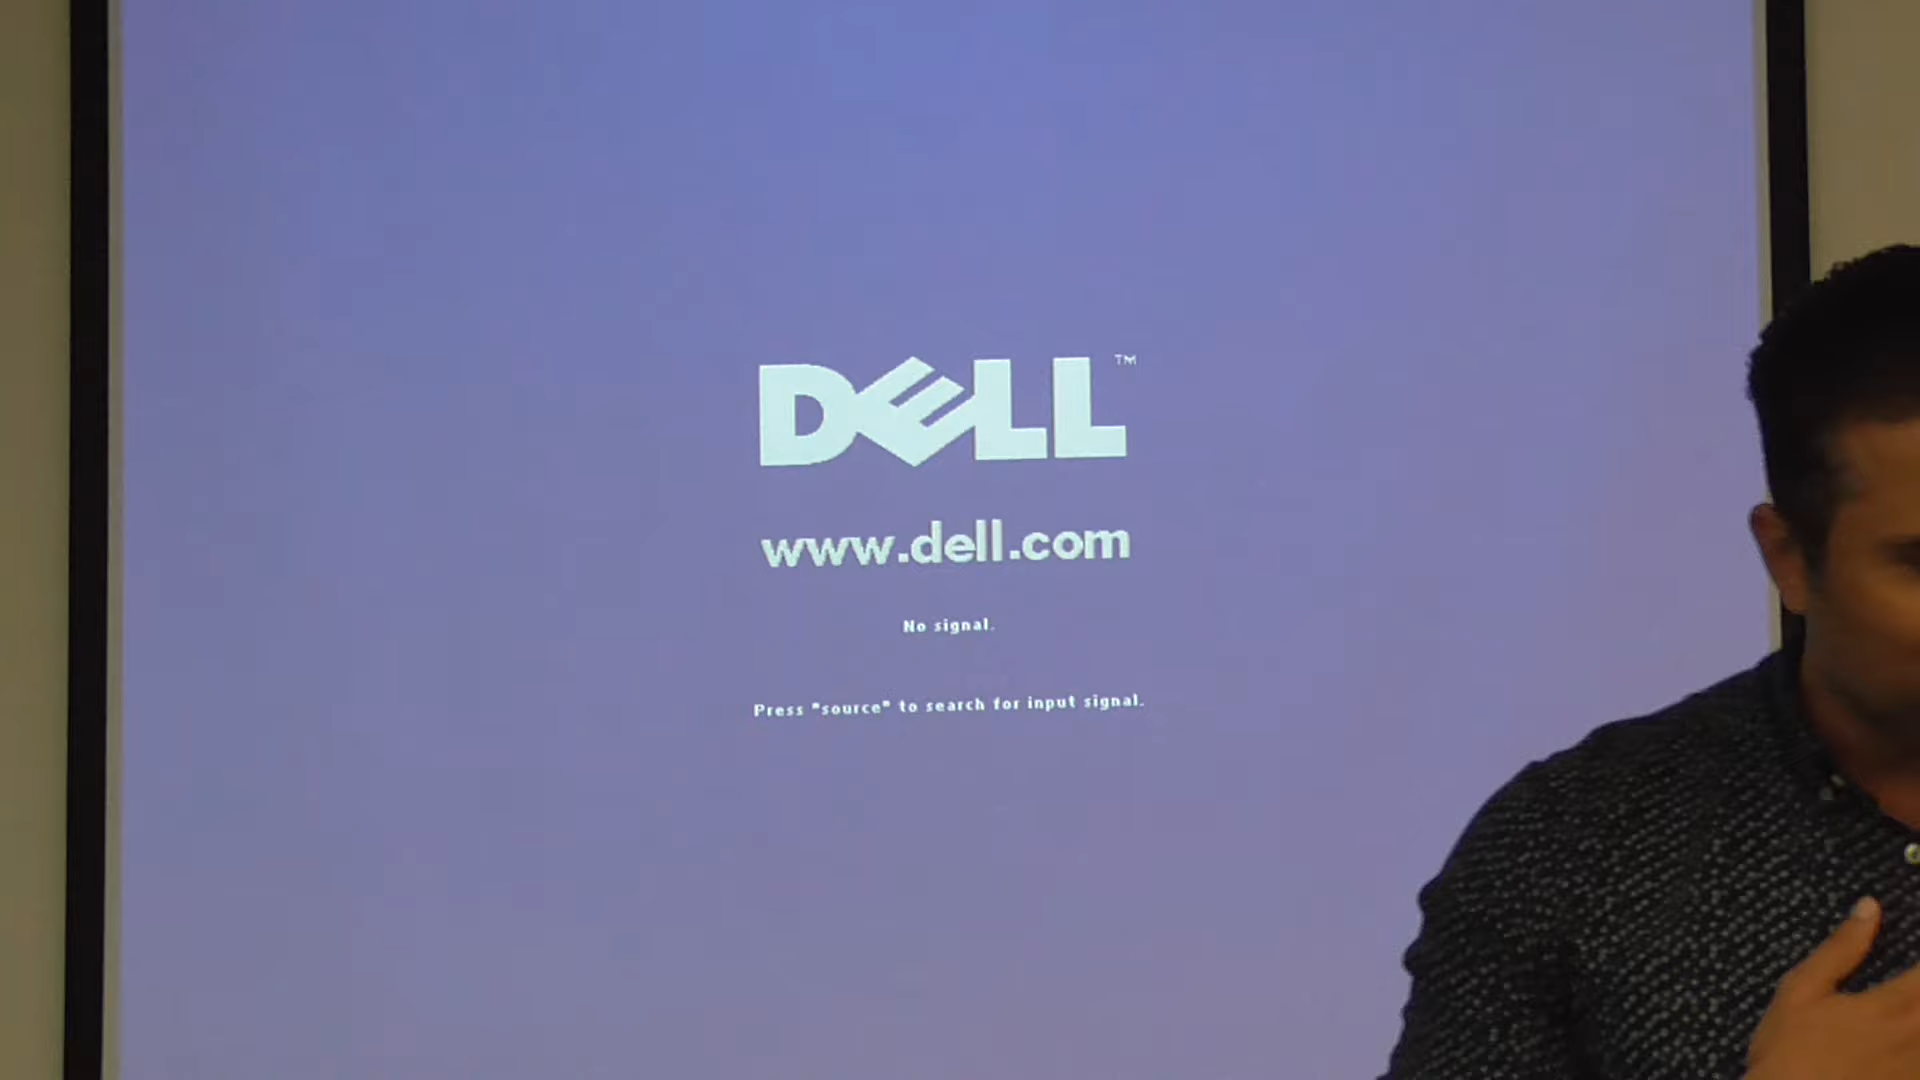 DELL™
www.dell.com
No signal.
Press "source" to search for input signal.